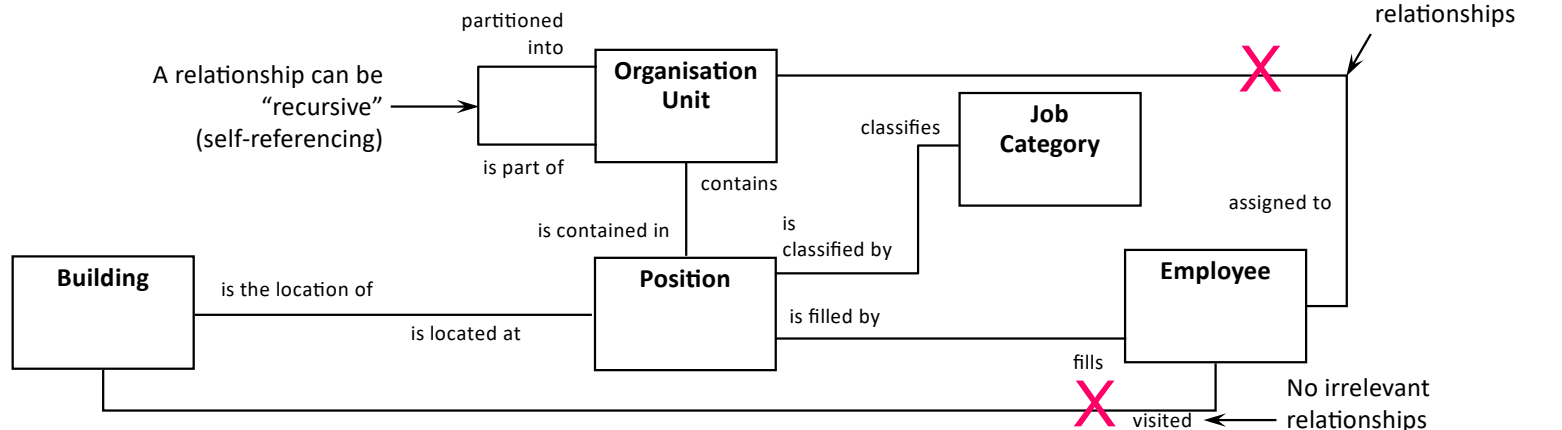 relationships
partitioned
into
A relationship can be
“recursive”
(self-referencing)
Organisation
Unit
X
Job
Category
classifies
is part of
contains
is contained in
is
classified by
assigned to
Building
is the location of
is located at
Position
is filled by
Employee
fills
X
visited
No irrelevant
relationships